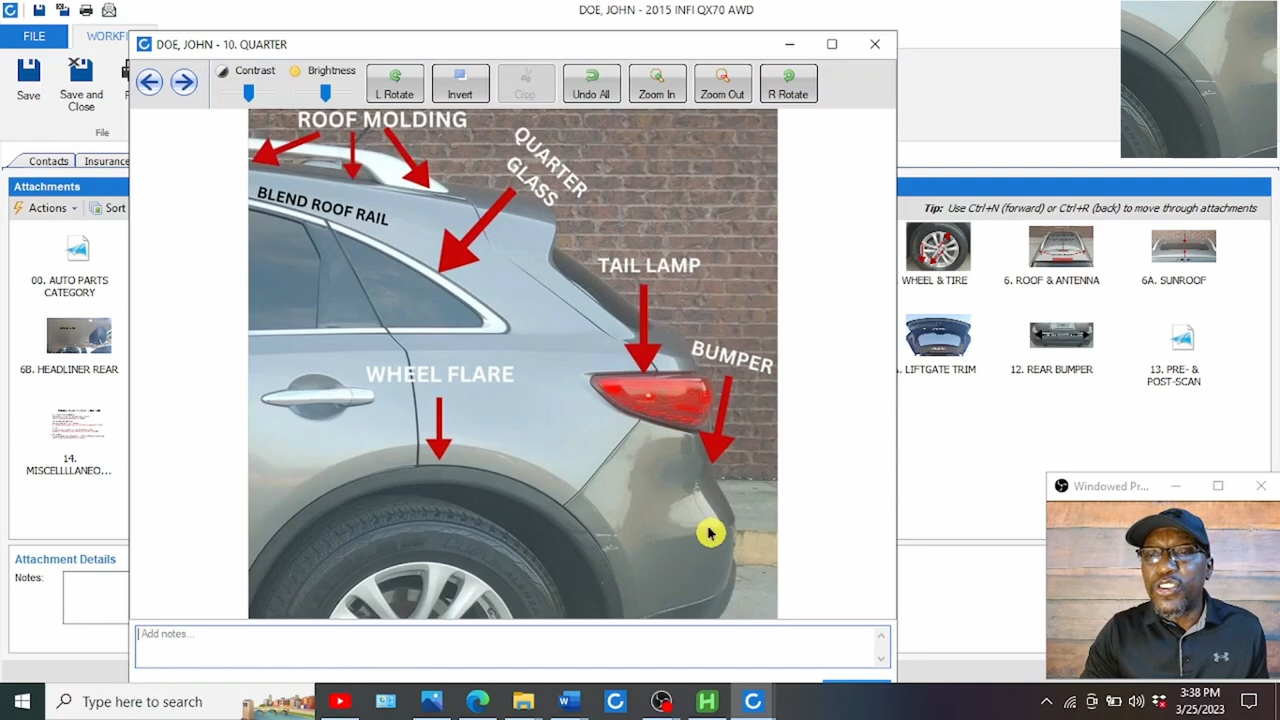 DOE, JOHN - 2015 INFI QX70 AWD
FILE
WORKFI
DOE, JOHN - 10. QUARTER
Save
Save and
Close
File
Contrast
Brightness
L Rotate
Invert
Crop
Undo All
Zoom In
Zoom Out
R Rotate
Contacts
Insurance
Attachments
Actions
Sort
Tip: Use Ctrl+N (forward) or Ctrl+R (back) to move through attachments
00. AUTO PARTS
CATEGORY
6B. HEADLINER REAR
14.
MISCELLLANEO...
WHEEL & TIRE
6. ROOF & ANTENNA
6A. SUNROOF
LIFTGATE TRIM
12. REAR BUMPER
13. PRE- &
POST-SCAN
ROOF MOLDING
QUARTER
GLASS
BLEND ROOF RAIL
TAIL LAMP
BUMPER
WHEEL FLARE
Attachment Details
Notes:
Add notes...
Windowed Pr...
Type here to search
3:38 PM
3/25/2023